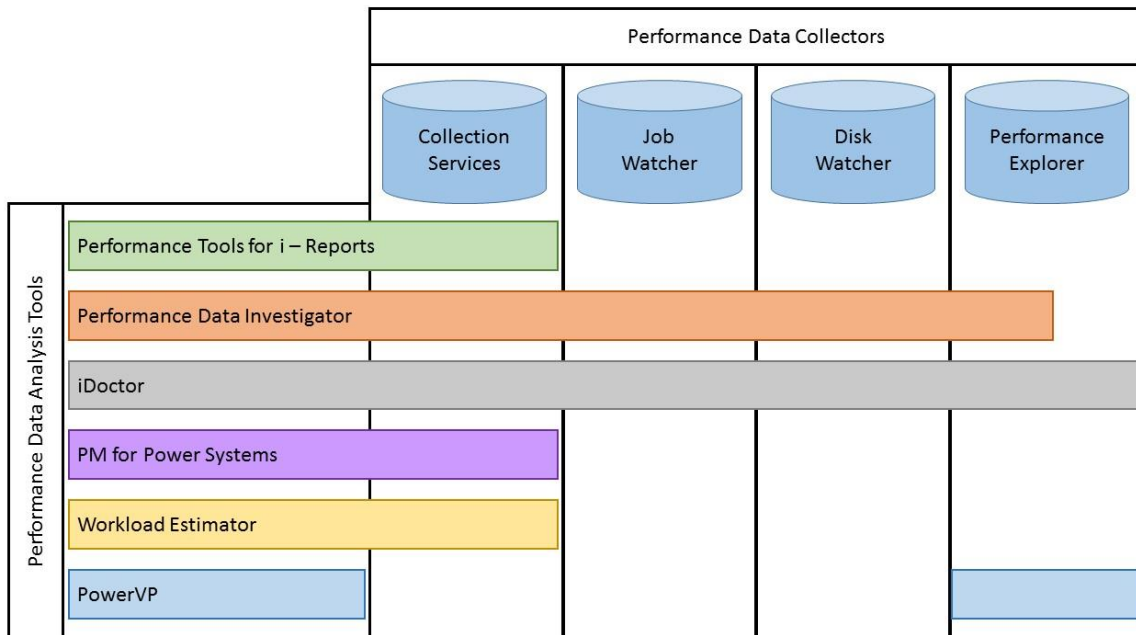 Performance Data Collectors
Collection
Services
Job
Watcher
Disk
Watcher
Performance
Explorer
Performance Data Analysis Tools
Performance Tools for i – Reports
Performance Data Investigator
iDoctor
PM for Power Systems
Workload Estimator
PowerVP